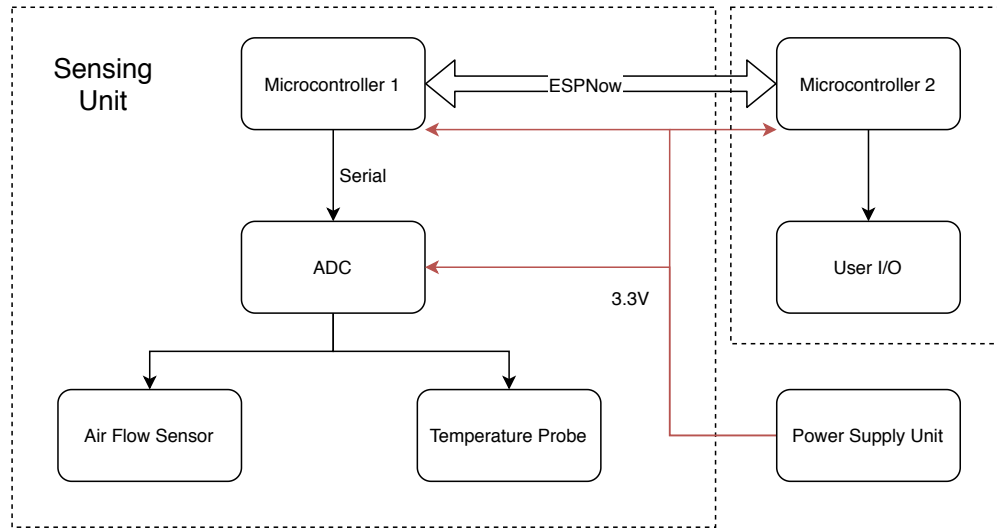 Sensing
Unit
Microcontroller 1
ESPNow
Microcontroller 2
Serial
ADC
User I/O
3.3V
Air Flow Sensor
Temperature Probe
Power Supply Unit